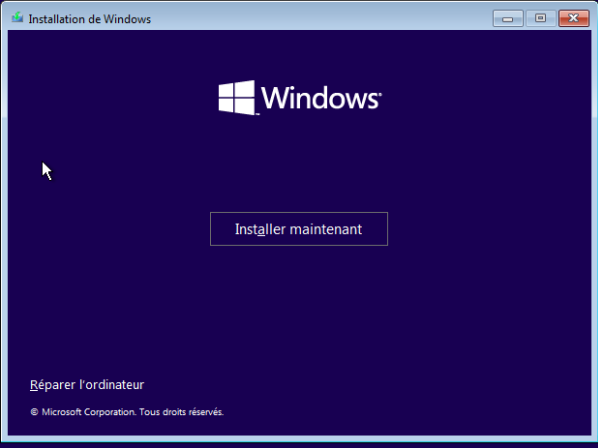 Installation de Windows
Windows
Installer maintenant
Réparer l'ordinateur
© Microsoft Corporation. Tous droits réservés.